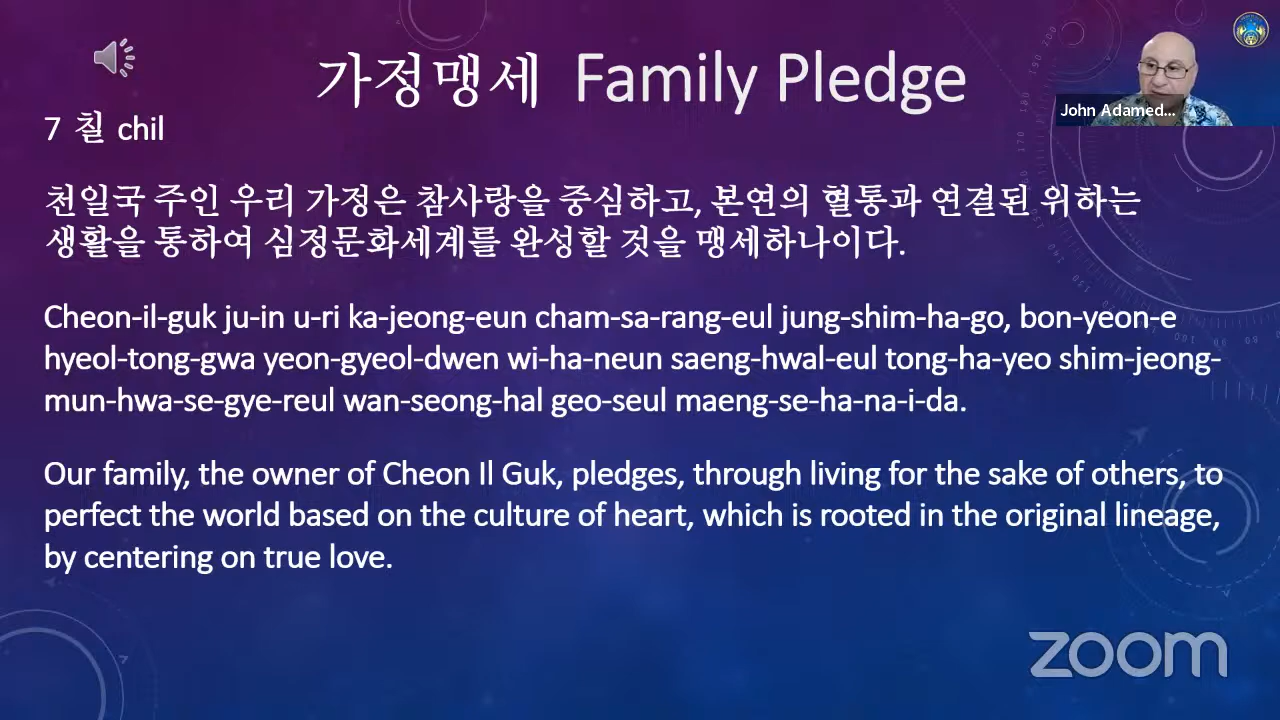 가정맹세 Family Pledge
John Adamed...
7 칠 chil
천일국 주인 우리 가정은 참사랑을 중심하고, 본연의 혈통과 연결된 위하는
생활을 통하여 심정문화세계를 완성할 것을 맹세하나이다.
Cheon-il-guk ju-in u-ri ka-jeong-eun cham-sa-rang-eul jung-shim-ha-go, bon-yeon-e
hyeol-tong-gwa yeon-gyeol-dwen wi-ha-neun saeng-hwal-eul tong-ha-yeo shim-jeong-
mun-hwa-se-gye-reul wan-seong-hal geo-seul maeng-se-ha-na-i-da.
Our family, the owner of Cheon Il Guk, pledges, through living for the sake of others, to
perfect the world based on the culture of heart, which is rooted in the original lineage,
by centering on true love.
zoom